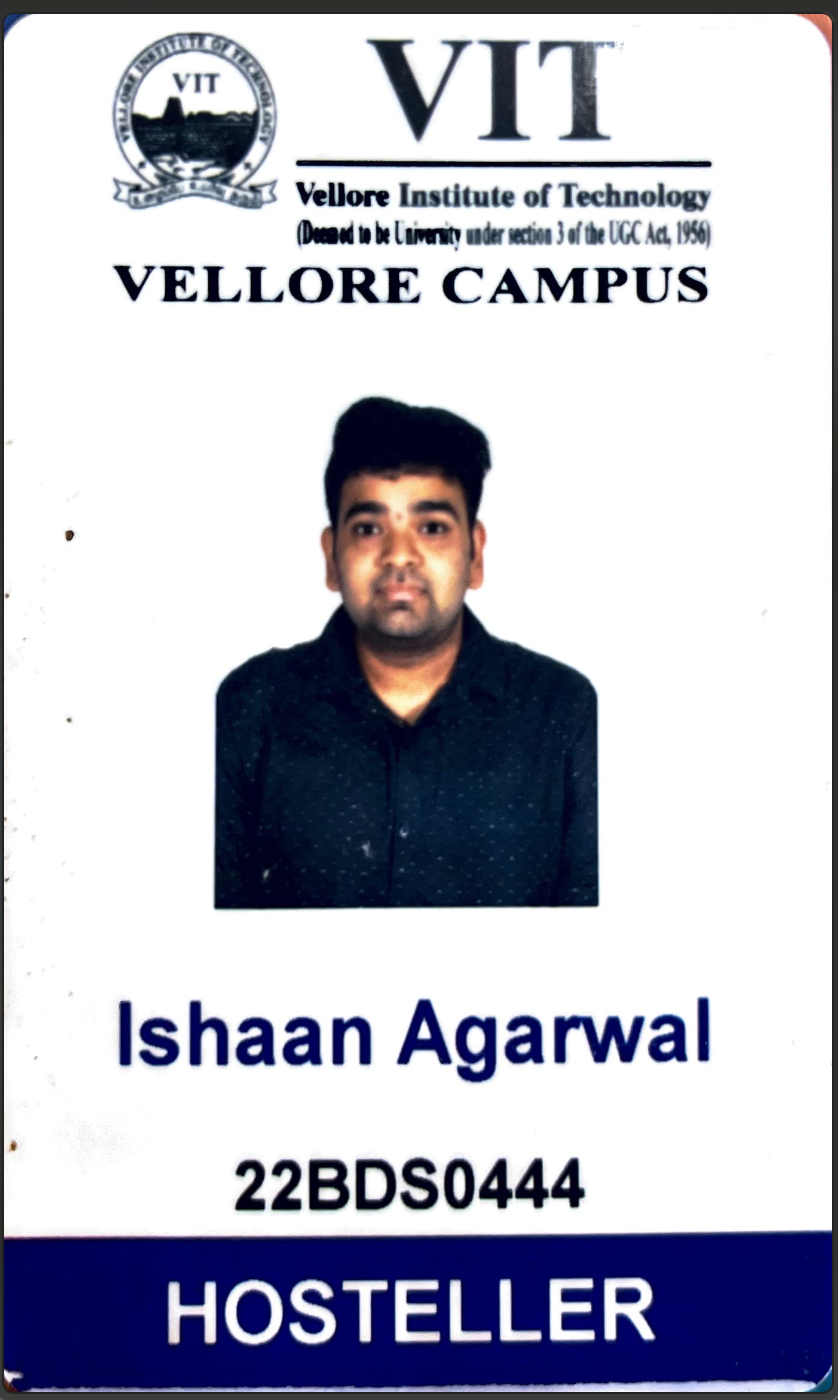 VELLORE INSTITUTE OF TECHNOLOGY
VIT
VIT
Vellore Institute of Technology
(Deemed to be University under section 3 of the UGC Act, 1956)
VELLORE CAMPUS
Ishaan Agarwal
22BDS0444
HOSTELLER